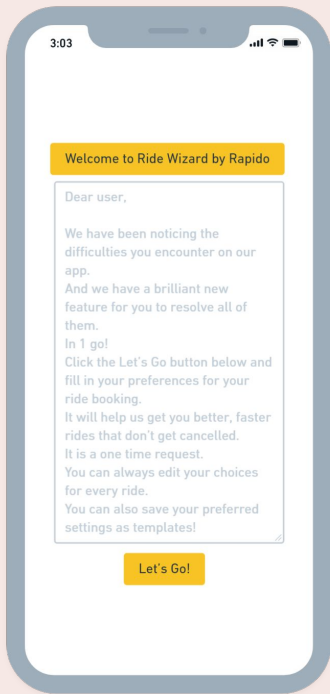 3:03
Welcome to Ride Wizard by Rapido
Dear user,
We have been noticing the
difficulties you encounter on our
app.
And we have a brilliant new
feature for you to resolve all of
them.
In 1 go!
Click the Let's Go button below and
fill in your preferences for your
ride booking.
It will help us get you better, faster
rides that don't get cancelled.
It is a one time request.
You can always edit your choices
for every ride.
You can also save your preferred
settings as templates!
Let's Go!